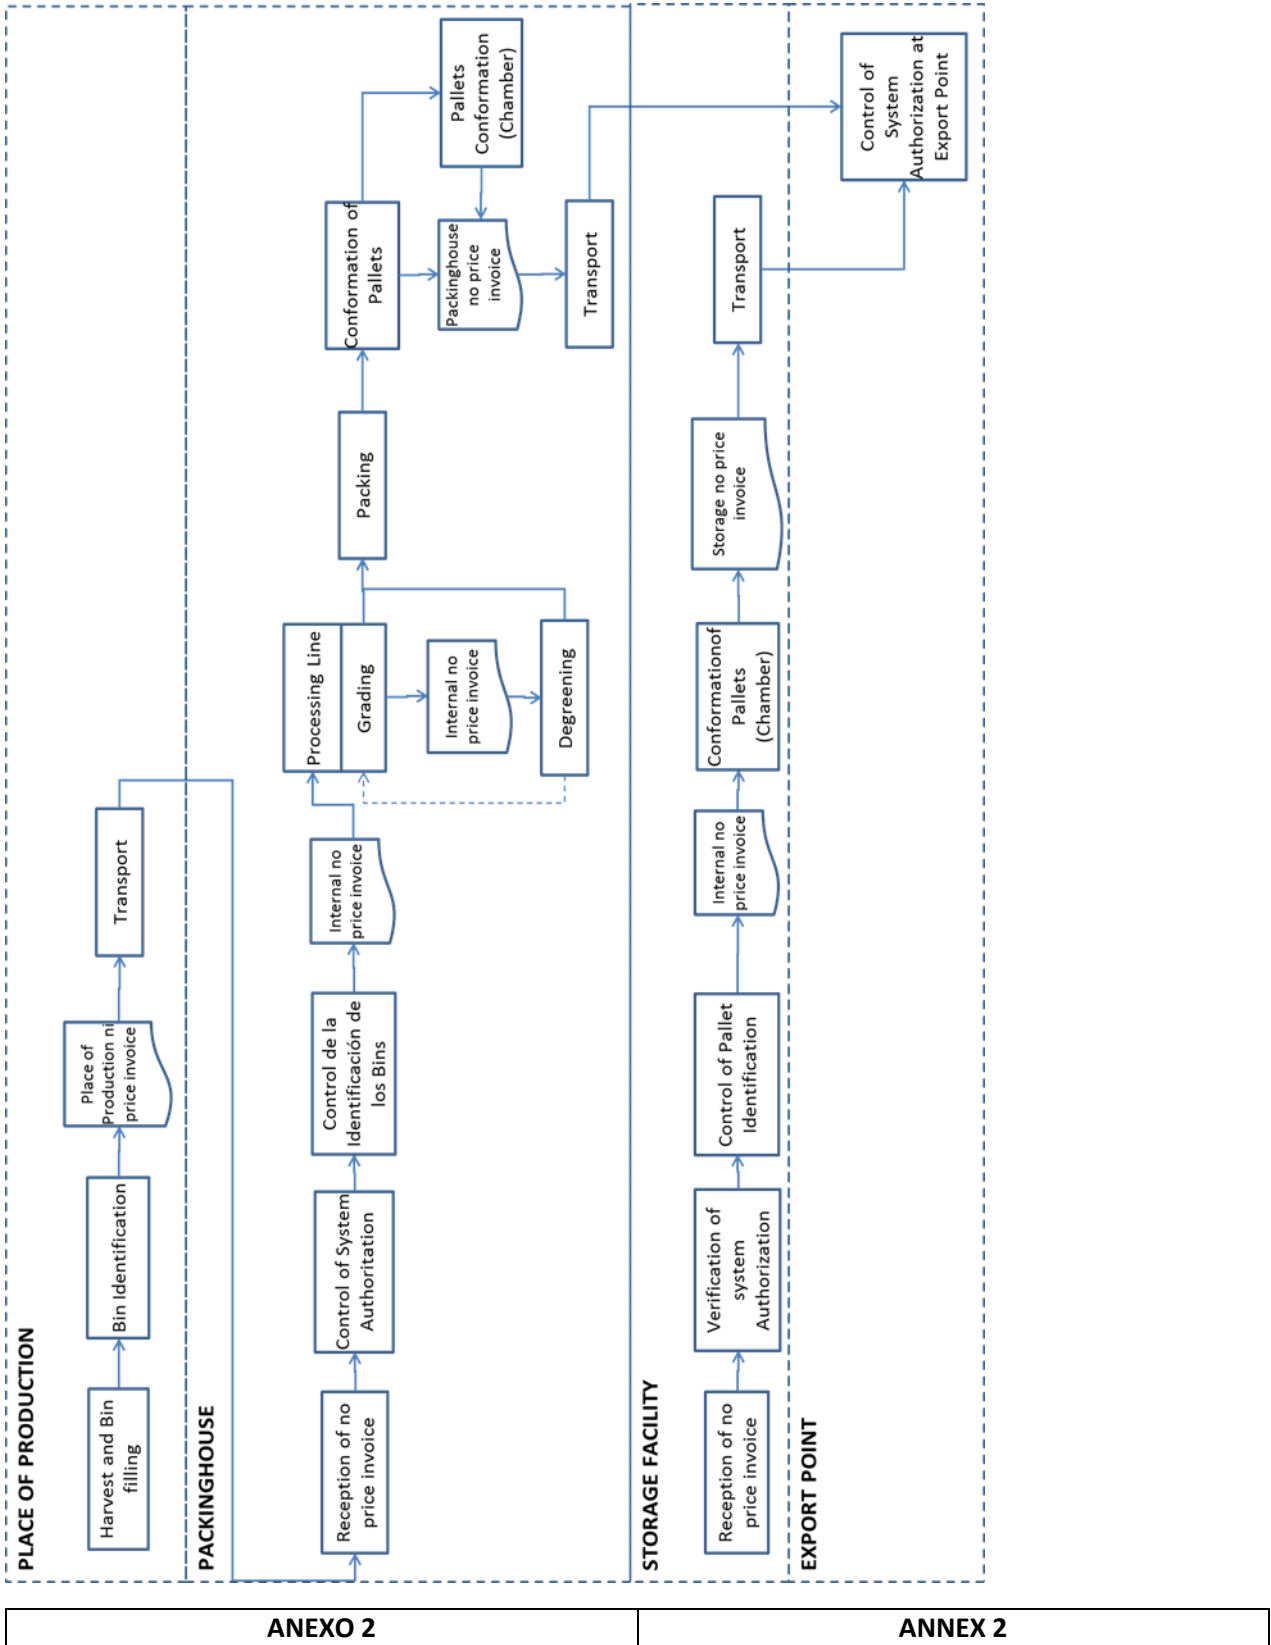 PLACE OF PRODUCTION
Harvest and Bin
filling
Bin Identification
Place of
Production ni
price invoice
Transport
PACKINGHOUSE
Reception of no
price invoice
Control of System
Authoritation
Control de la
Identificación de
los Bins
Internal no
price invoice
Processing Line
Grading
Internal no
price invoice
Degreening
Packing
Conformation of
Pallets
Pallets
Conformation
(Chamber)
Packinghouse
no price
invoice
Transport
STORAGE FACILITY
Reception of no
price invoice
Verification of
system
Authorization
Control of Pallet
Identification
Internal no
price invoice
Conformationof
Pallets
(Chamber)
Storage no price
invoice
Transport
EXPORT POINT
Control of
System
Authorization at
Export Point
ANEXO 2
ANNEX 2